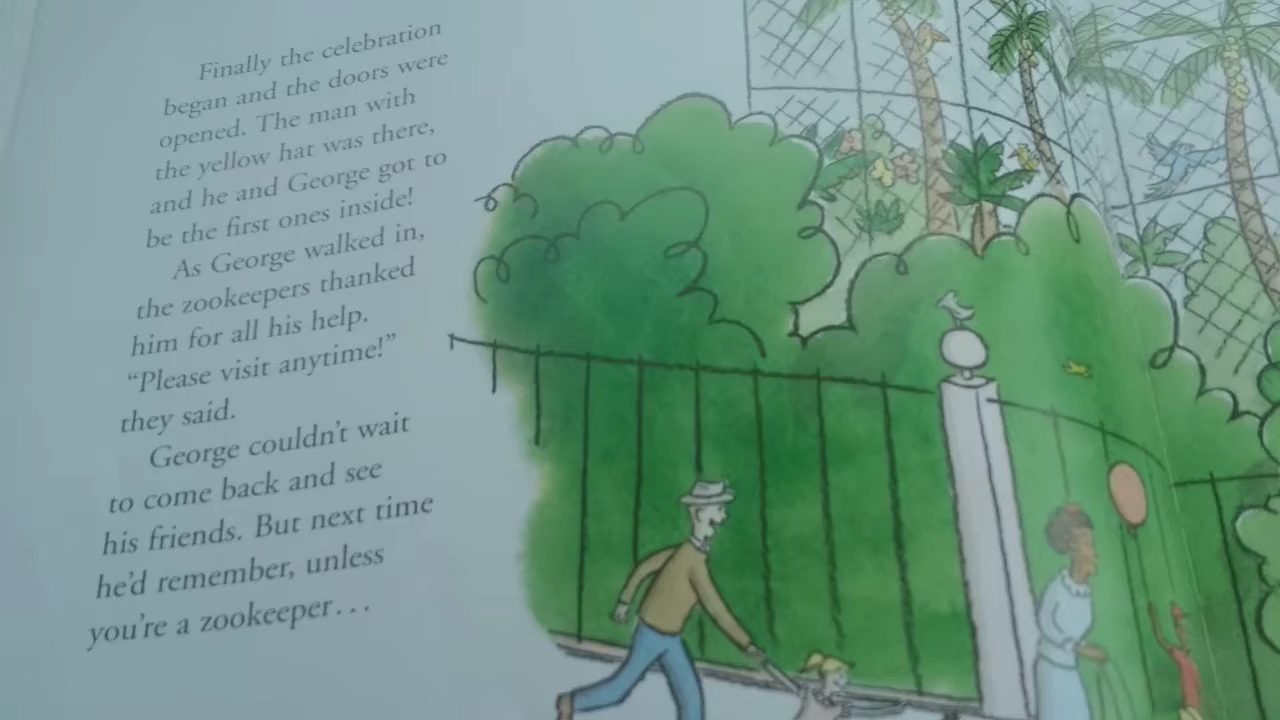 Finally the celebration
began and the doors were
opened. The man with
the yellow hat was there,
and he and George got to
be the first ones inside!
As George walked in,
the zookeepers thanked
him for all his help.
“Please visit anytime!”
they said.
George couldn’t wait
to come back and see
his friends. But next time
he’d remember, unless
you’re a zookeeper...